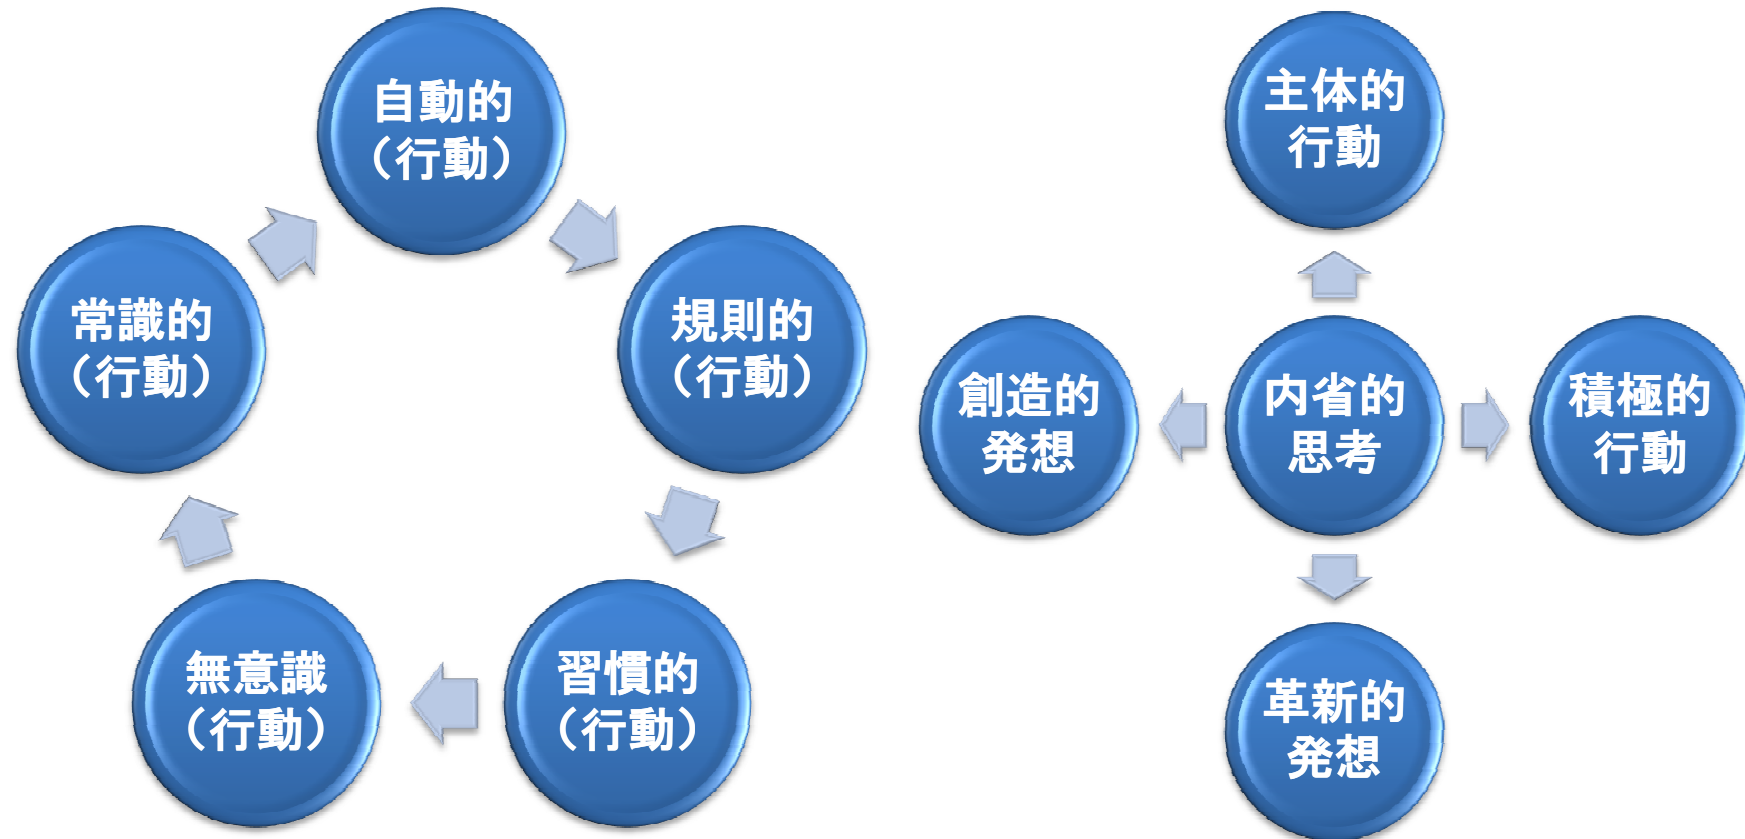 自動的
（行動）
規則的
（行動）
習慣的
（行動）
無意識
（行動）
常識的
（行動）
主体的
行動
創造的
発想
内省的
思考
積極的
行動
革新的
発想